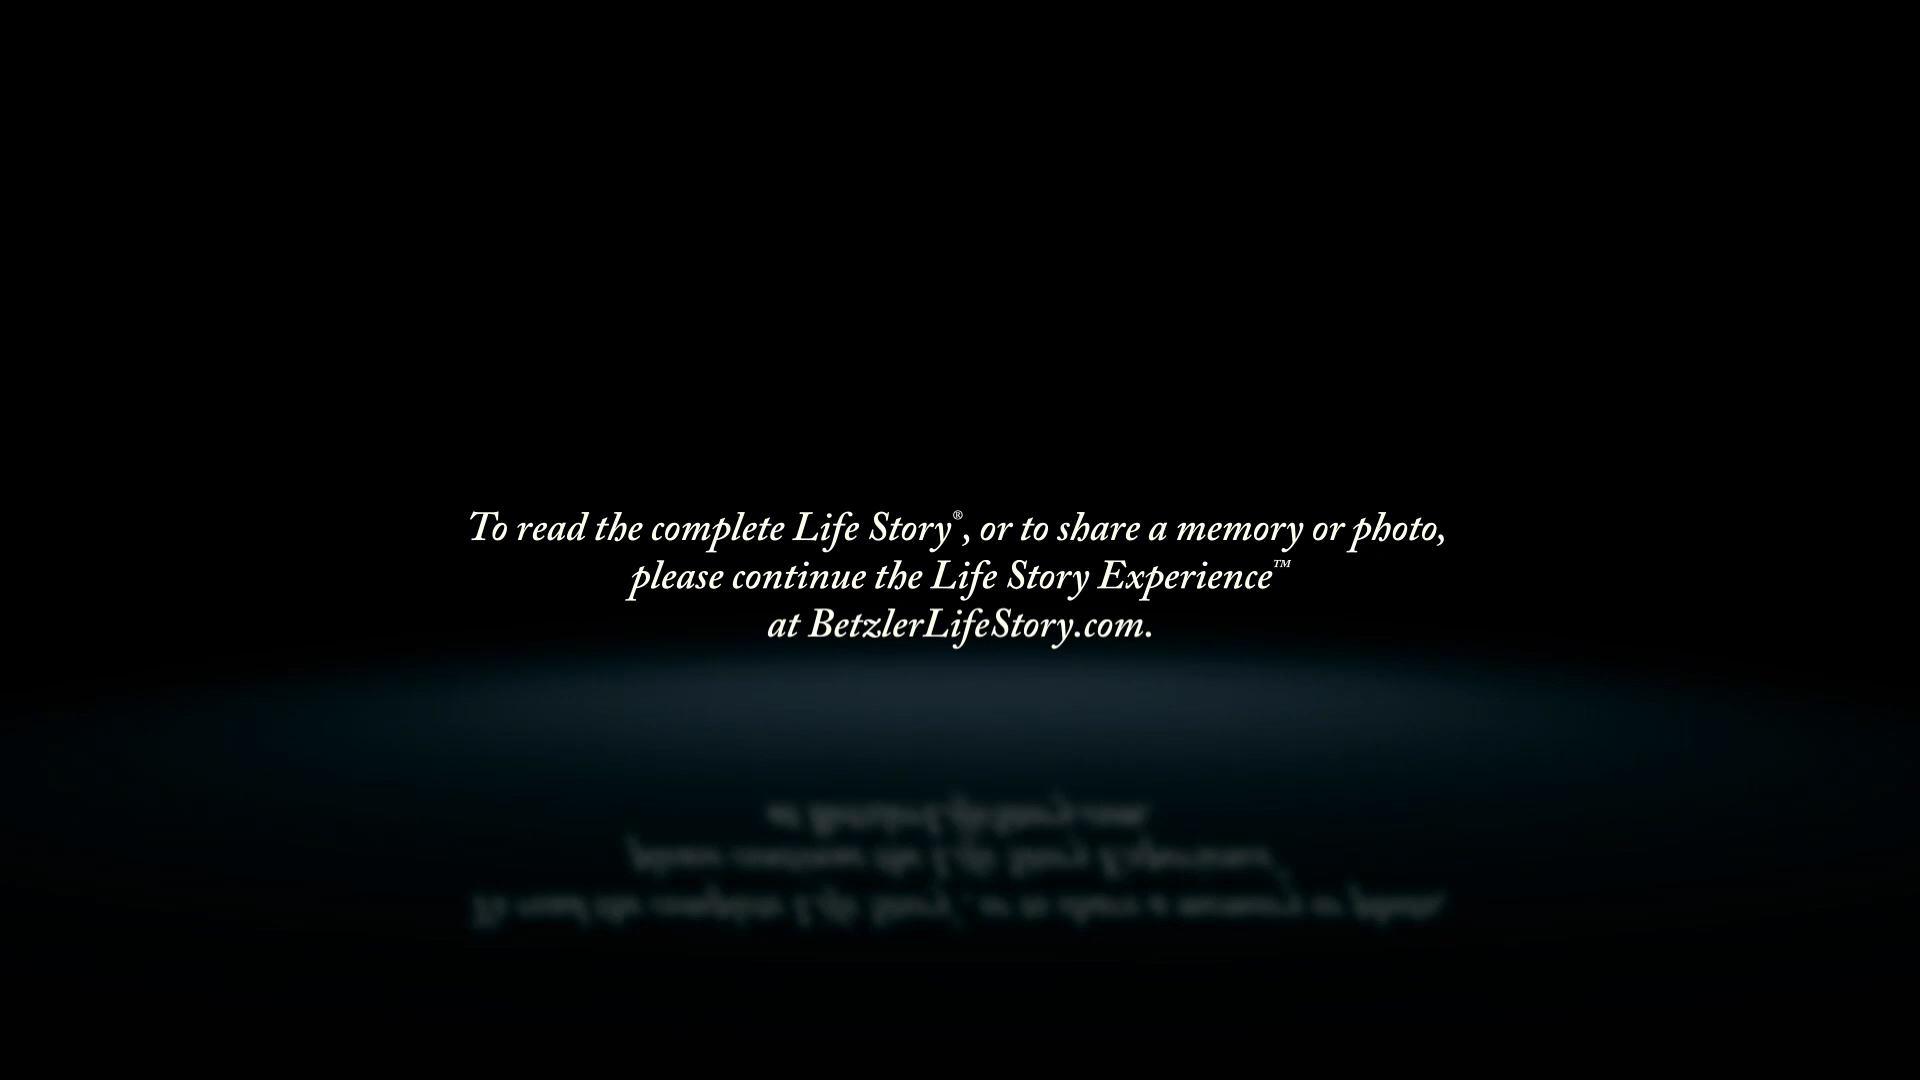 To read the complete Life Story®, or to share a memory or photo,
please continue the Life Story Experience™
at BetzlerLifeStory.com.